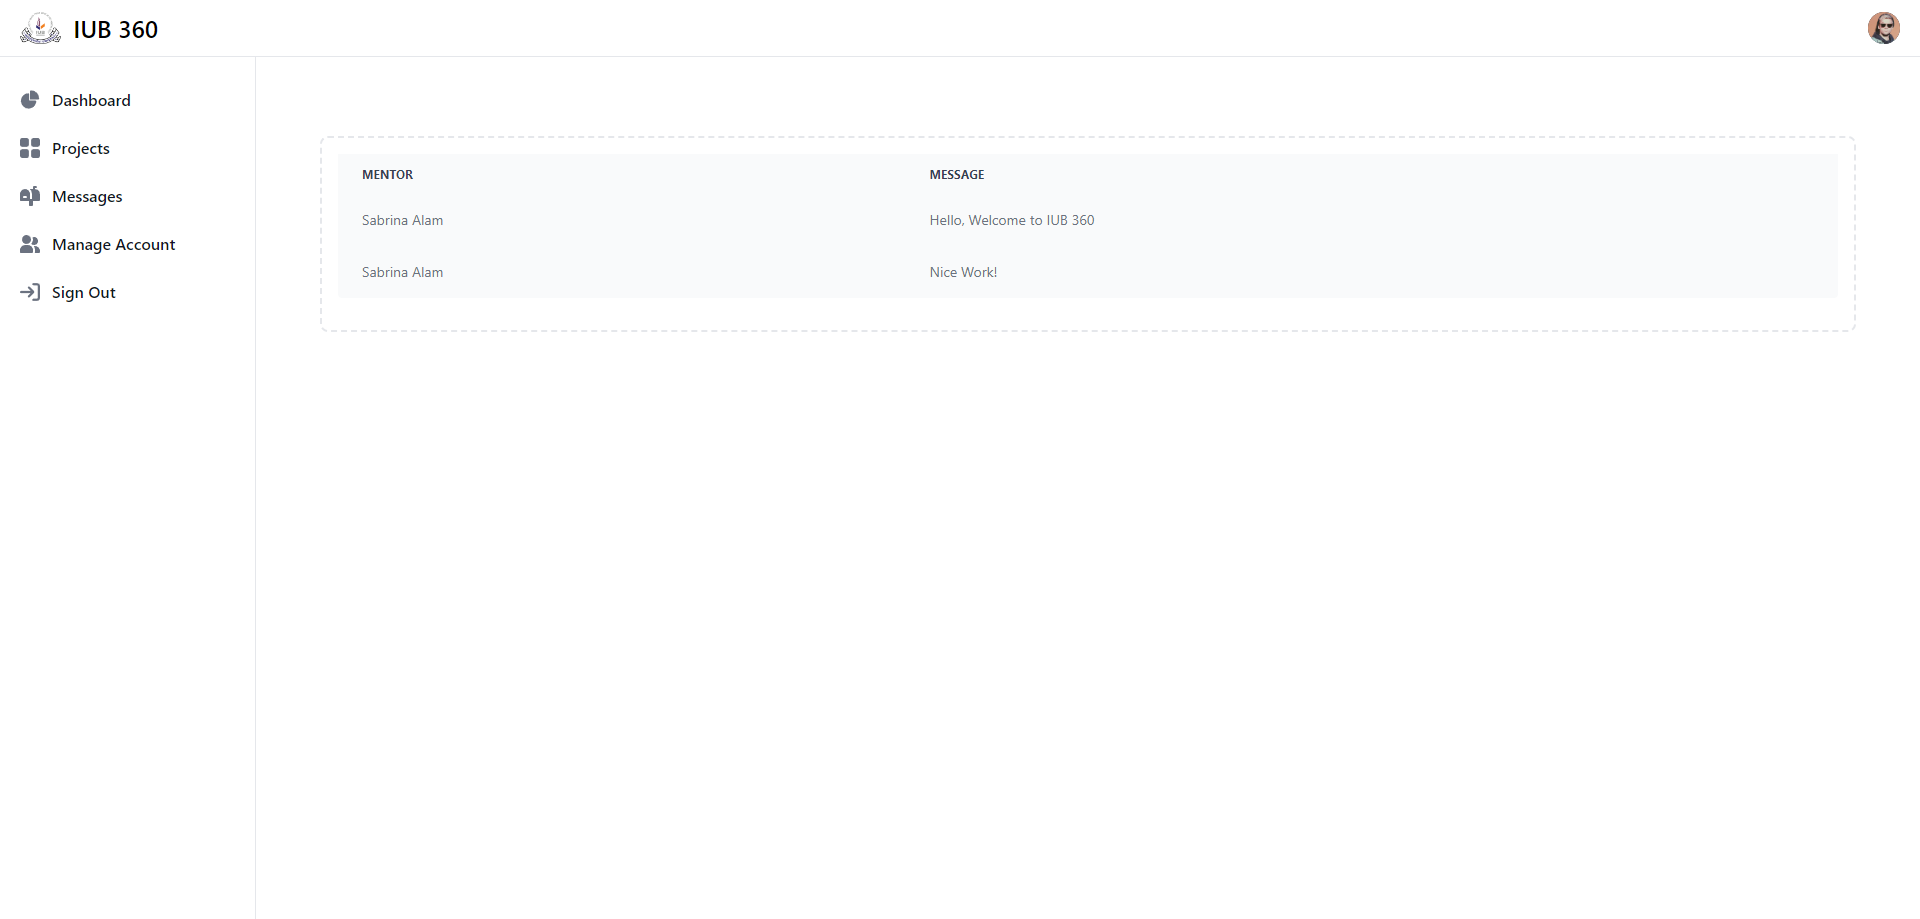 IUB 360
Dashboard
Projects
Messages
Manage Account
Sign Out
MENTOR MESSAGE
Sabrina Alam Hello, Welcome to IUB 360
Sabrina Alam Nice Work!